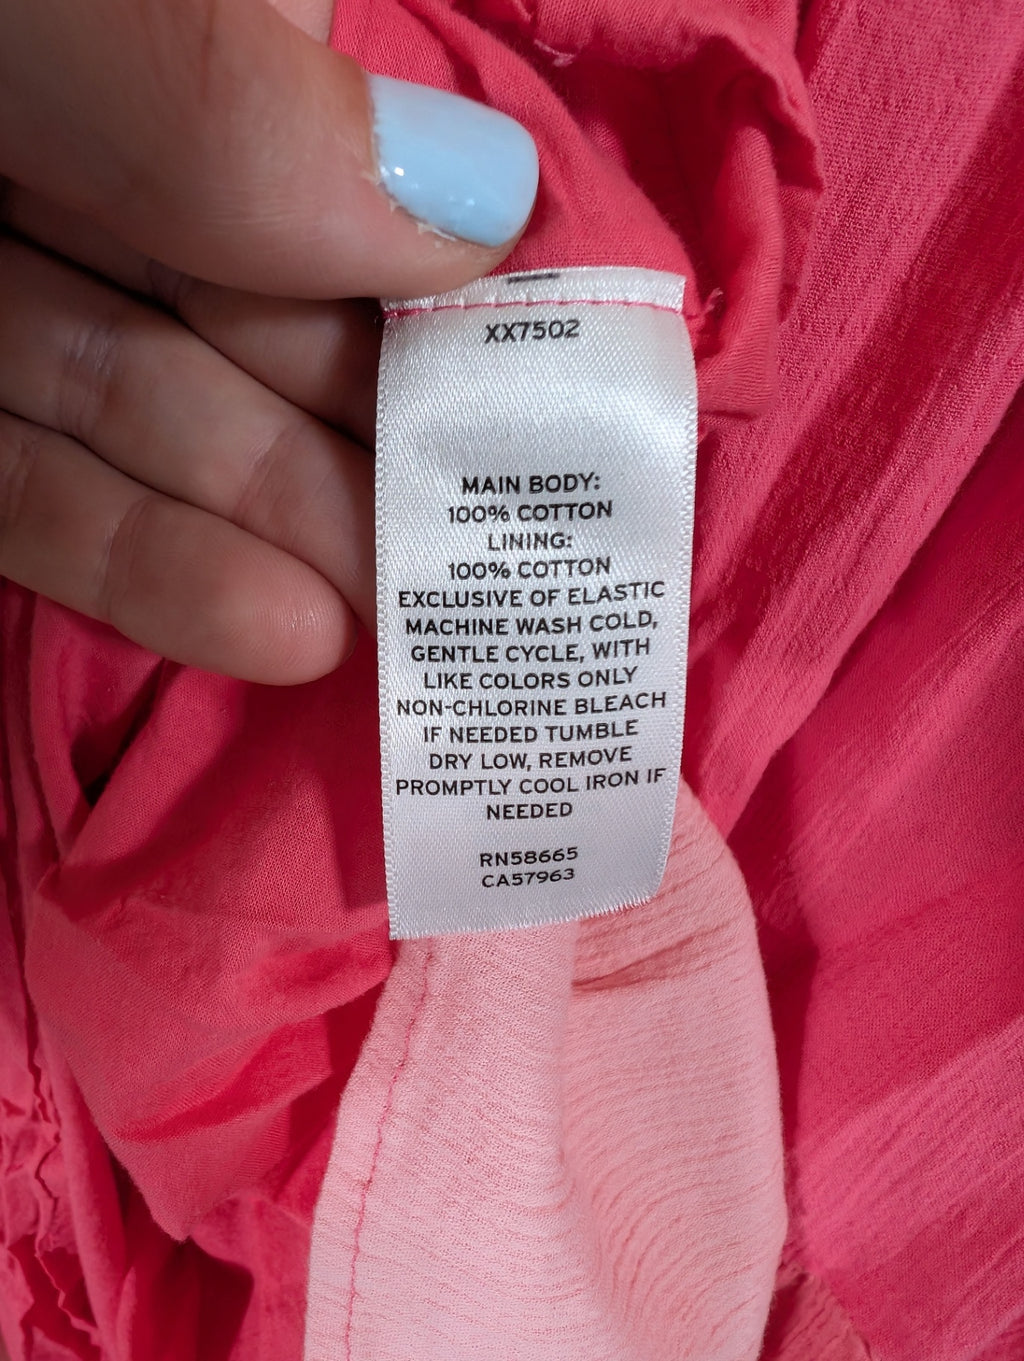 XX7502
MAIN BODY:
100% COTTON
LINING:
100% COTTON
EXCLUSIVE OF ELASTIC
MACHINE WASH COLD,
GENTLE CYCLE, WITH
LIKE COLORS ONLY
NON-CHLORINE BLEACH
IF NEEDED TUMBLE
DRY LOW, REMOVE
PROMPTLY COOL IRON IF
NEEDED
RN58665
CA57963